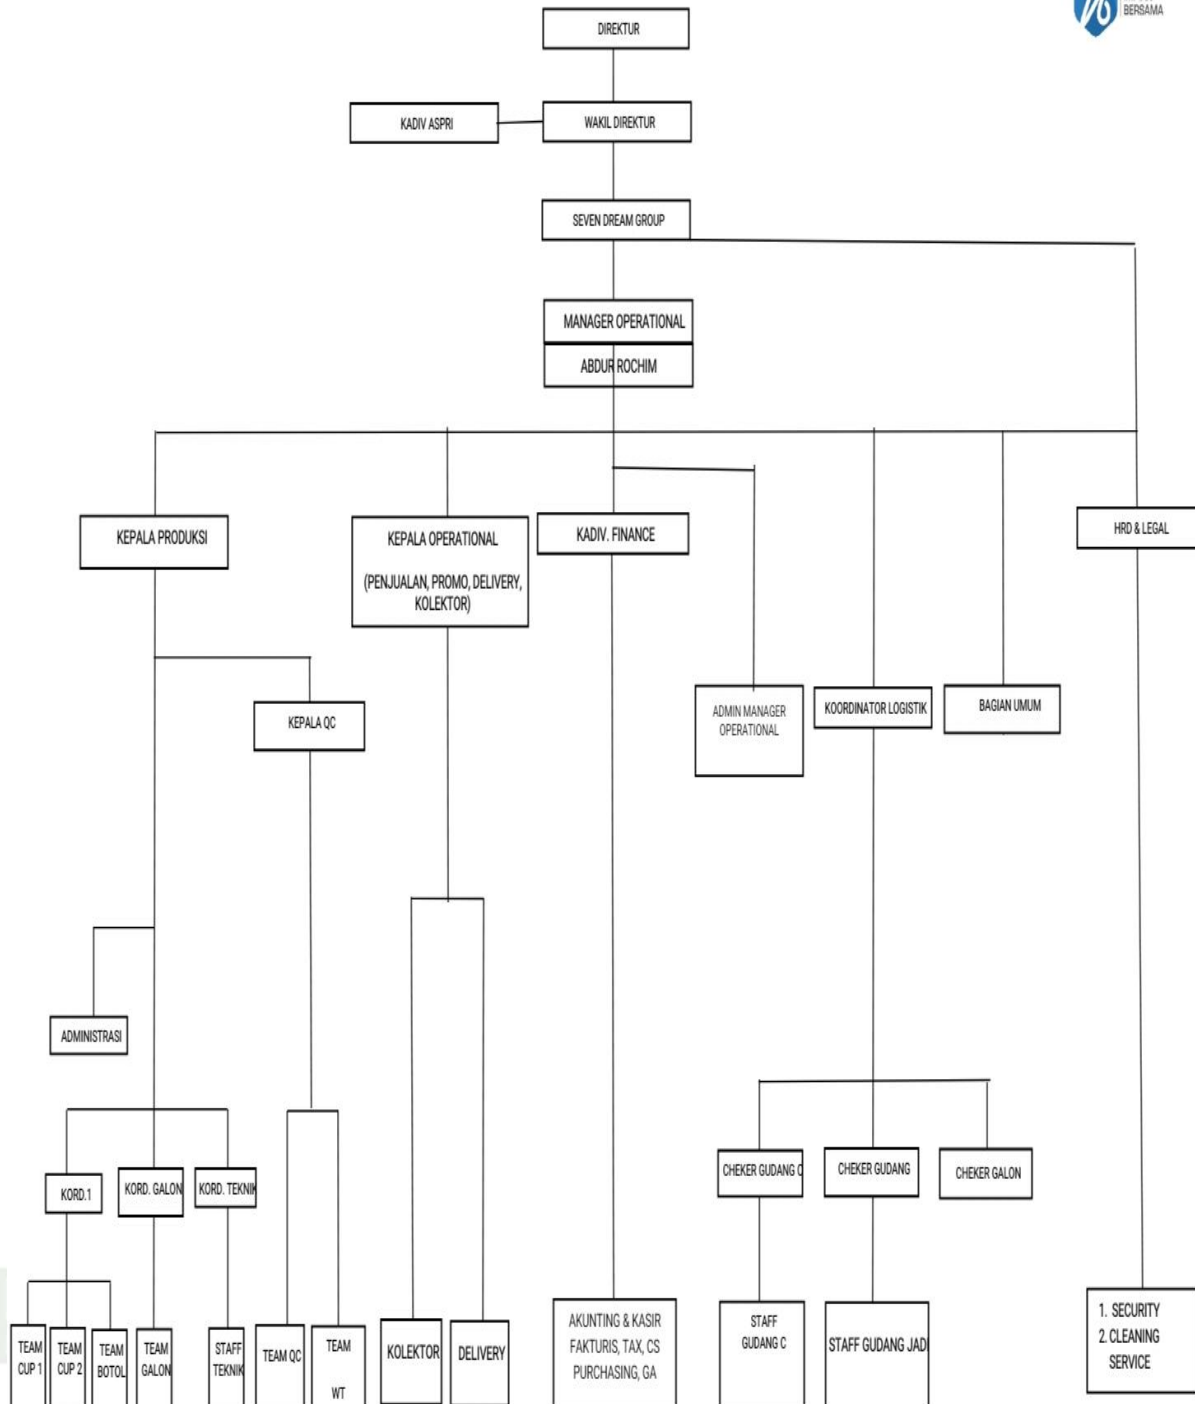 BERSAMA
DIREKTUR
KADIV ASPRI
WAKIL DIREKTUR
SEVEN DREAM GROUP
MANAGER OPERATIONAL
ABDUR ROCHIM
KEPALA PRODUKSI
KEPALA OPERATIONAL
(PENJUALAN, PROMO, DELIVERY,
KOLEKTOR)
KADIV. FINANCE
HRD & LEGAL
KEPALA QC
ADMIN MANAGER
OPERATIONAL
KOORDINATOR LOGISTIK
BAGIAN UMUM
ADMINISTRASI
KORD.1
KORD. GALON
KORD. TEKNIK
CHEKER GUDANG C
CHEKER GUDANG
CHEKER GALON
TEAM
CUP 1
TEAM
CUP 2
TEAM
BOTOL
TEAM
GALON
STAFF
TEKNIK
TEAM QC
TEAM
WT
KOLEKTOR
DELIVERY
AKUNTING & KASIR
FAKTURIS, TAX, CS
PURCHASING, GA
STAFF
GUDANG C
STAFF GUDANG JADI
1. SECURITY
2. CLEANING
SERVICE